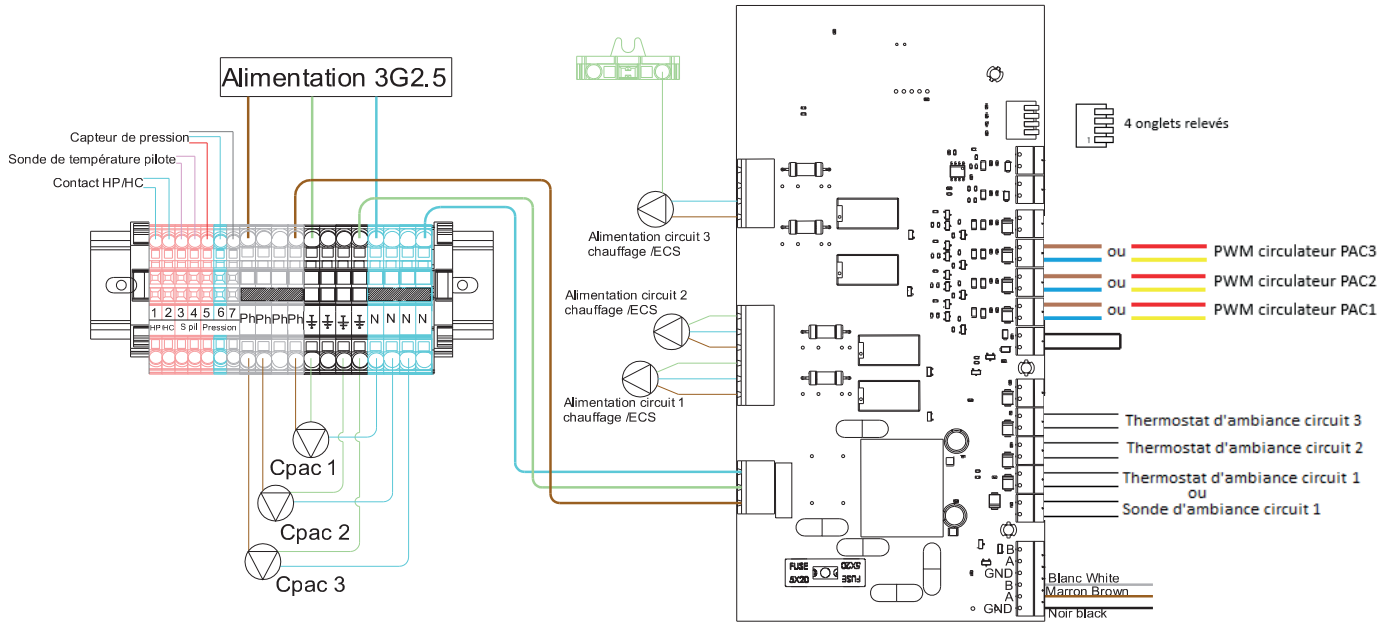 Alimentation 3G2.5
Capteur de pression
Sonde de température pilote
Contact HP/HC
1 2 3 4 5 6 7 Ph Ph Ph Ph N N N N
HP HC S pil Pression
Cpac 1
Cpac 2
Cpac 3
Alimentation circuit 3
chauffage /ECS
Alimentation circuit 2
chauffage /ECS
Alimentation circuit 1
chauffage /ECS
1
4 onglets relevés
ou PWM circulateur PAC3
ou PWM circulateur PAC2
ou PWM circulateur PAC1
Thermostat d'ambiance circuit 3
Thermostat d'ambiance circuit 2
Thermostat d'ambiance circuit 1
ou
Sonde d'ambiance circuit 1
FUSE
5X20
FUSE
5X20
B
A
GND
B
A
GND
Blanc White
Marron Brown
Noir black